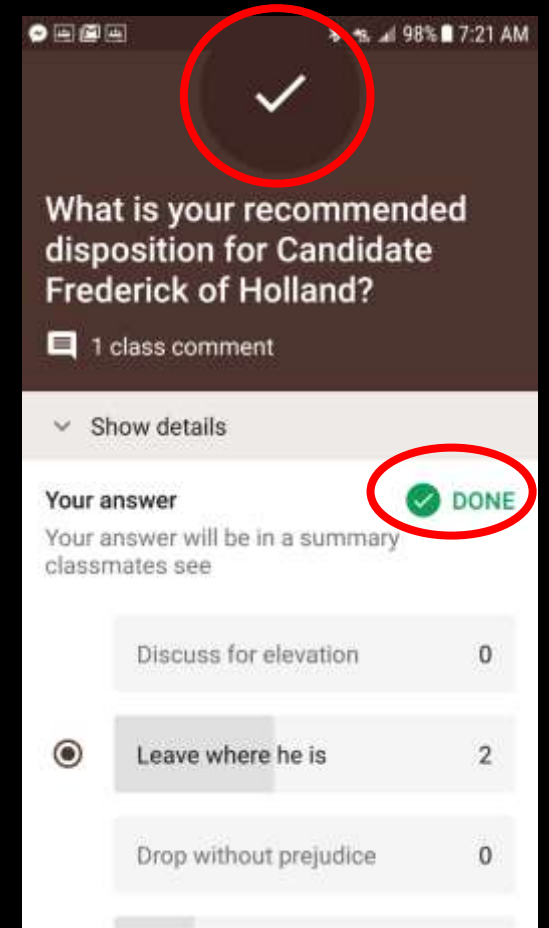 98% 7:21 AM
What is your recommended
disposition for Candidate
Frederick of Holland?
1 class comment
Show details
Your answer
DONE
Your answer will be in a summary
classmates see
Discuss for elevation 0
Leave where he is 2
Drop without prejudice 0